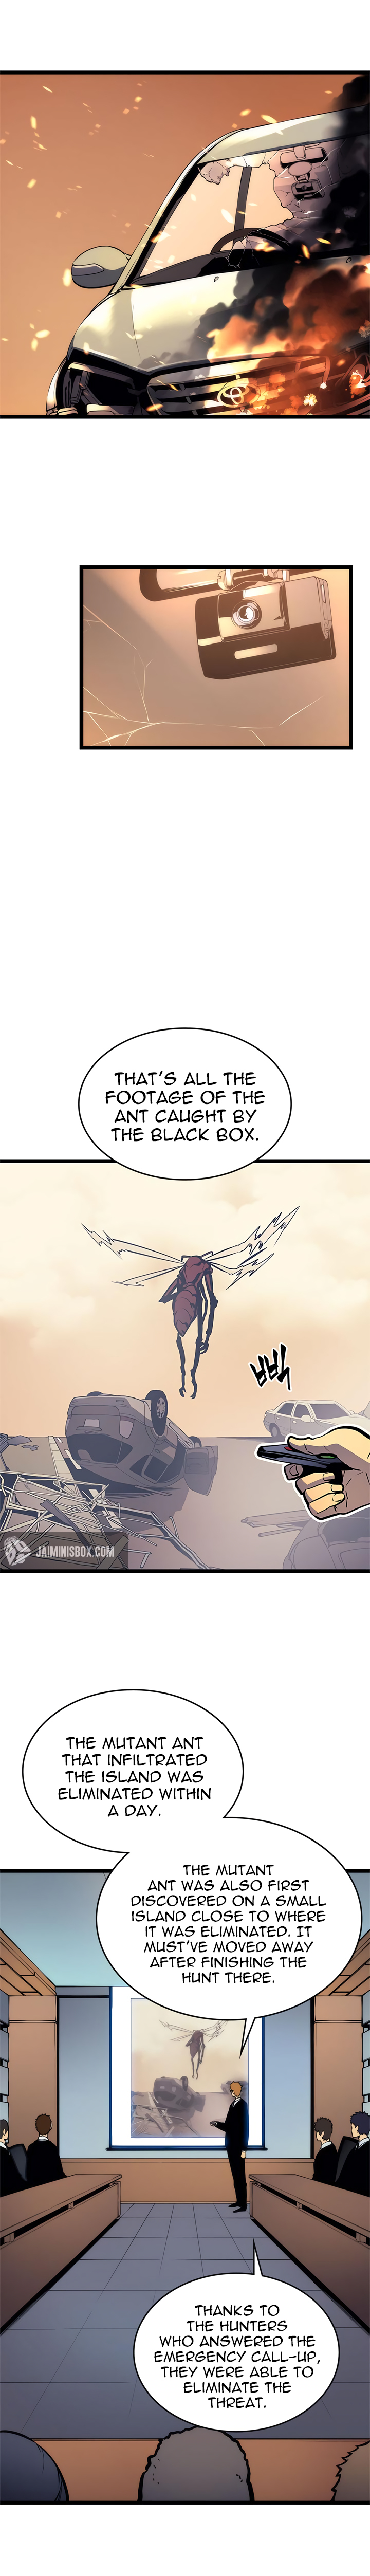 THAT'S ALL THE
FOOTAGE OF THE
ANT CAUGHT BY
THE BLACK BOX.
삑
JAIMINISBOX.COM
THE MUTANT ANT
THAT INFILTRATED
THE ISLAND WAS
ELIMINATED WITHIN
A DAY.
THE MUTANT
ANT WAS ALSO FIRST
DISCOVERED ON A SMALL
ISLAND CLOSE TO WHERE
IT WAS ELIMINATED. IT
MUST'VE MOVED AWAY
AFTER FINISHING THE
HUNT THERE.
THANKS TO
THE HUNTERS
WHO ANSWERED THE
EMERGENCY CALL-UP,
THEY WERE ABLE TO
ELIMINATE THE
THREAT.